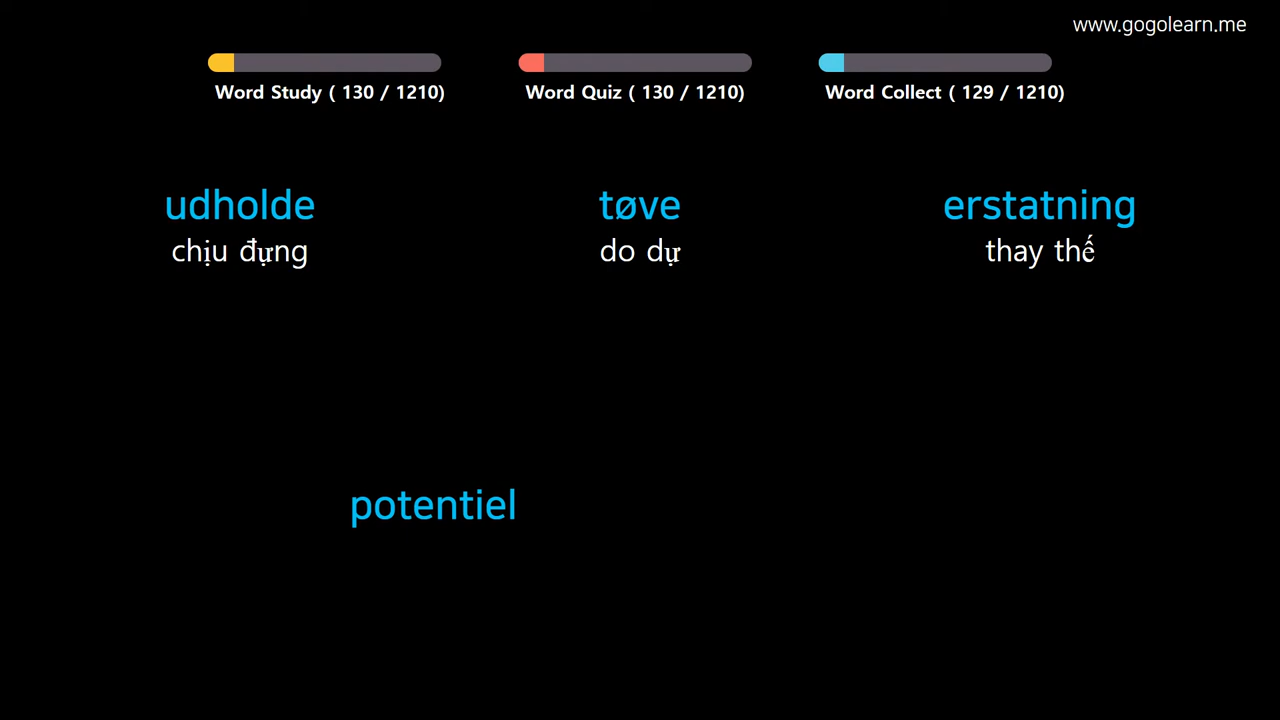 www.gogolearn.me
Word Study ( 130 / 1210)
Word Quiz ( 130 / 1210)
Word Collect ( 129 / 1210)
udholde
chịu đựng
tøve
do dự
erstatning
thay thế
potentiel